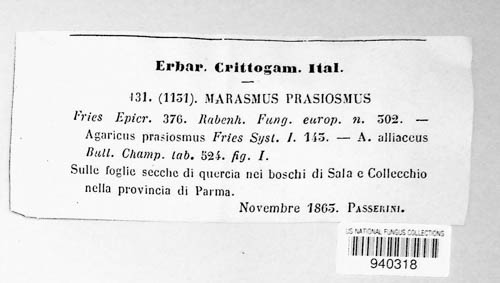 Erbar. Crittogam. Ital.
131. (1131). MARASMUS PRASIOSMUS
Fries Epicr. 376. Rabenh. Fung. europ. n. 302. —
Agaricus prasiosmus Fries Syst. I. 143. — A. alliaceus
Bull. Champ. tab. 524. fig. I.
Sulle foglie secche di quercia nei boschi di Sala e Collecchio
nella provincia di Parma.
Novembre 1863. PASSERINI.
US NATIONAL FUNGUS COLLECTIONS
940318